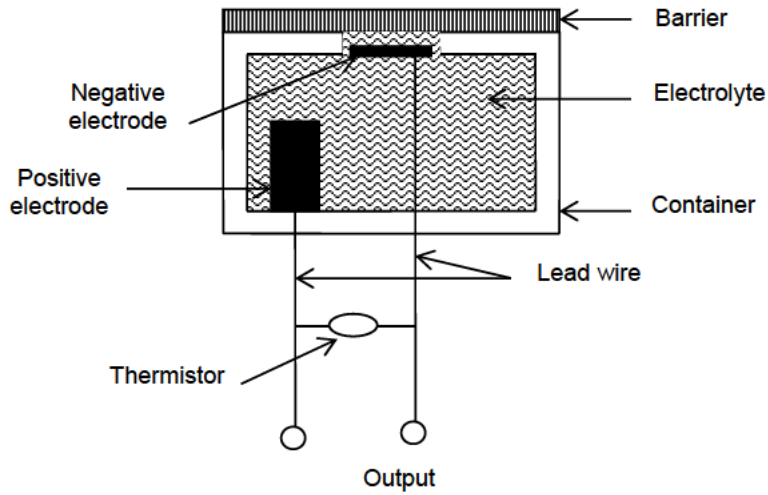 Barrier
Negative
electrode
Electrolyte
Positive
electrode
Container
Lead wire
Thermistor
Output